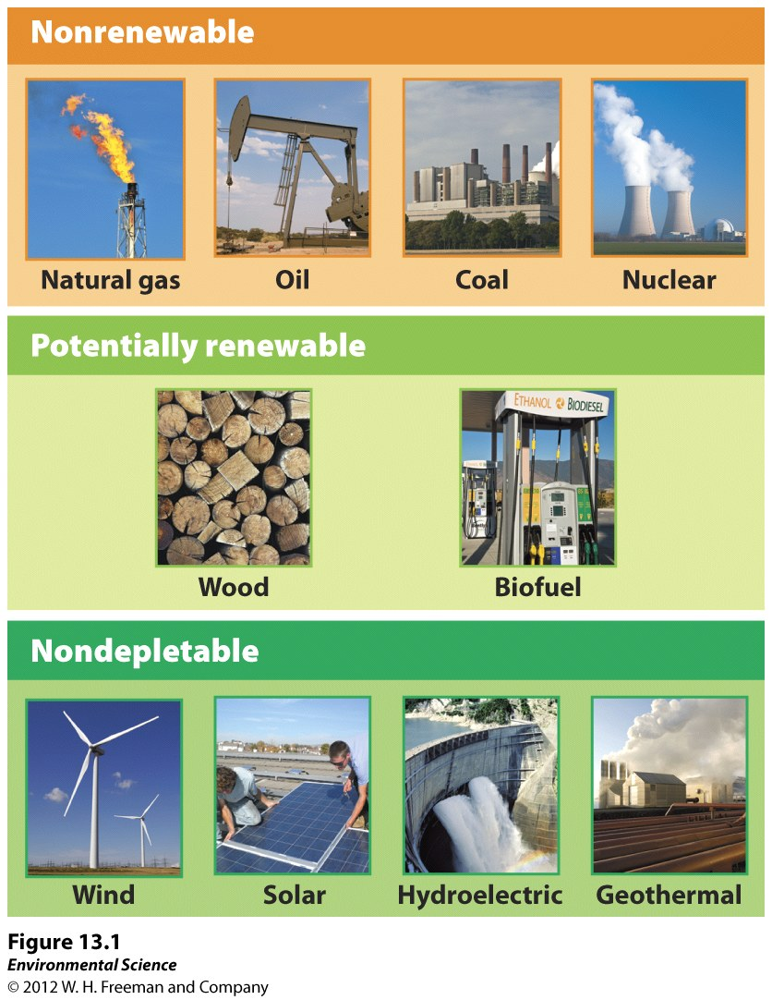 Nonrenewable
Natural gas
Oil
Coal
Nuclear
Potentially renewable
ETHANOL BIODIESEL
Wood
Biofuel
Nondepletable
Wind
Solar
Hydroelectric
Geothermal
Figure 13.1
Environmental Science
© 2012 W. H. Freeman and Company